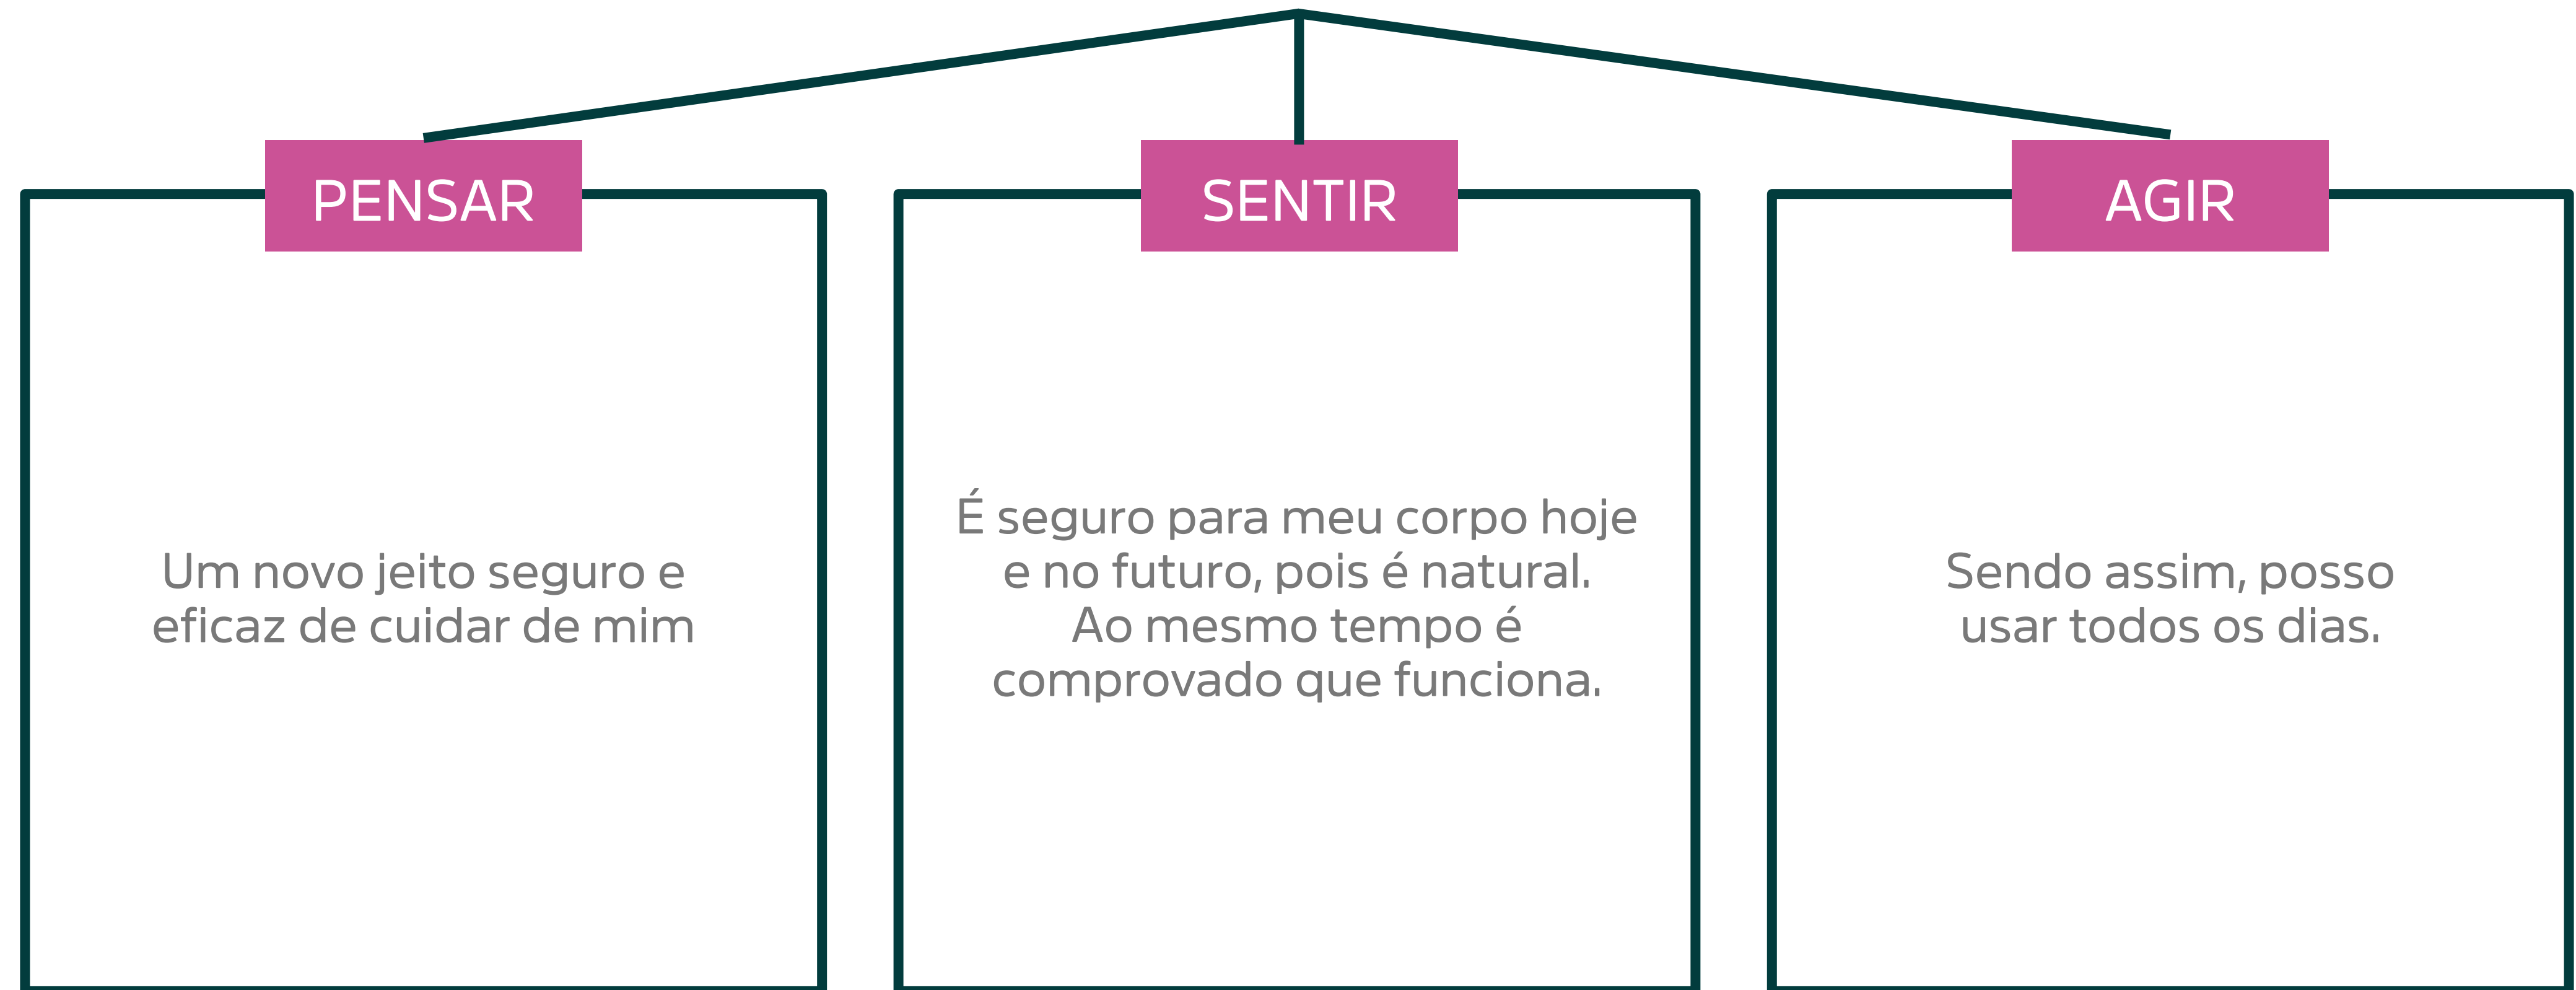 PENSAR
Um novo jeito seguro e
eficaz de cuidar de mim
SENTIR
É seguro para meu corpo hoje
e no futuro, pois é natural.
Ao mesmo tempo é
comprovado que funciona.
AGIR
Sendo assim, posso
usar todos os dias.